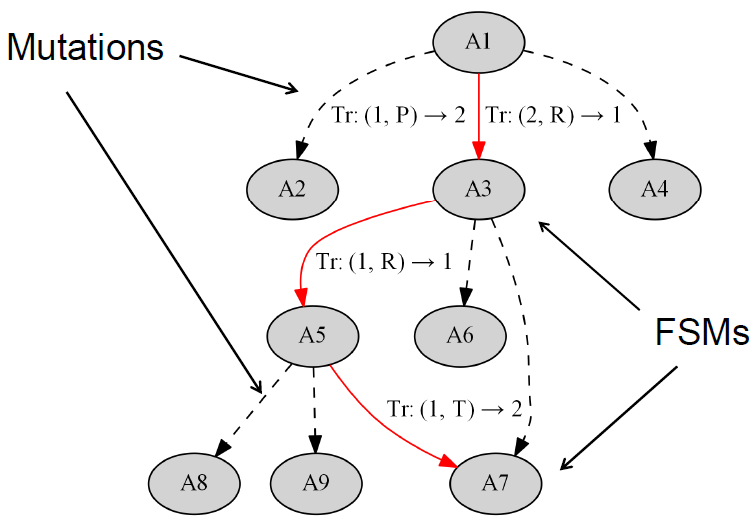 A1
Mutations
Tr: (1, P) → 2
Tr: (2, R) → 1
A2
A3
A4
Tr: (1, R) → 1
A5
A6
FSMs
Tr: (1, T) → 2
A8
A9
A7